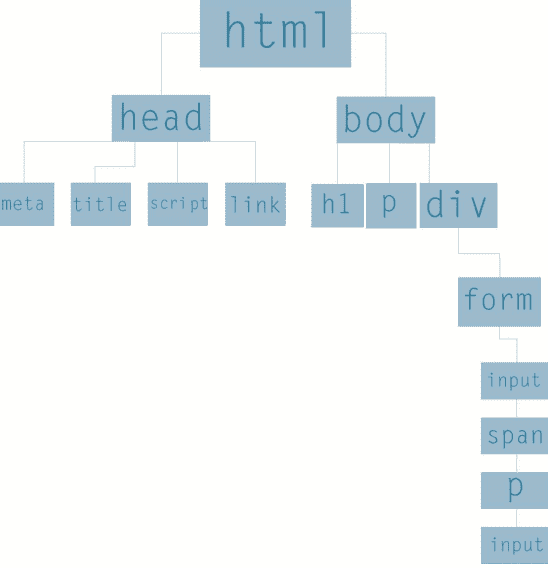 html
head
body
meta
title
script
link
h1
p
div
form
input
span
p
input